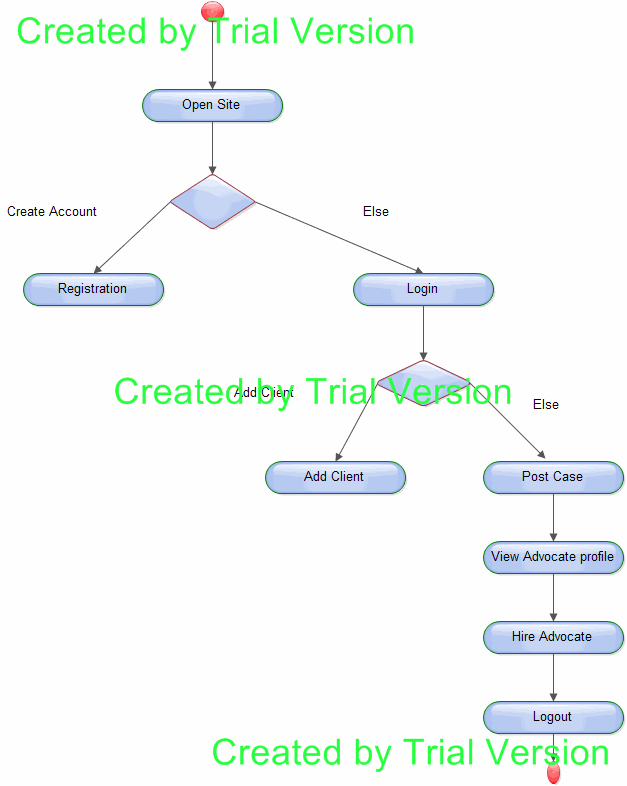 Created by Trial Version
Open Site
Create Account
Else
Registration
Login
Created by Trial Version
Add Client
Else
Add Client
Post Case
View Advocate profile
Hire Advocate
Logout
Created by Trial Version